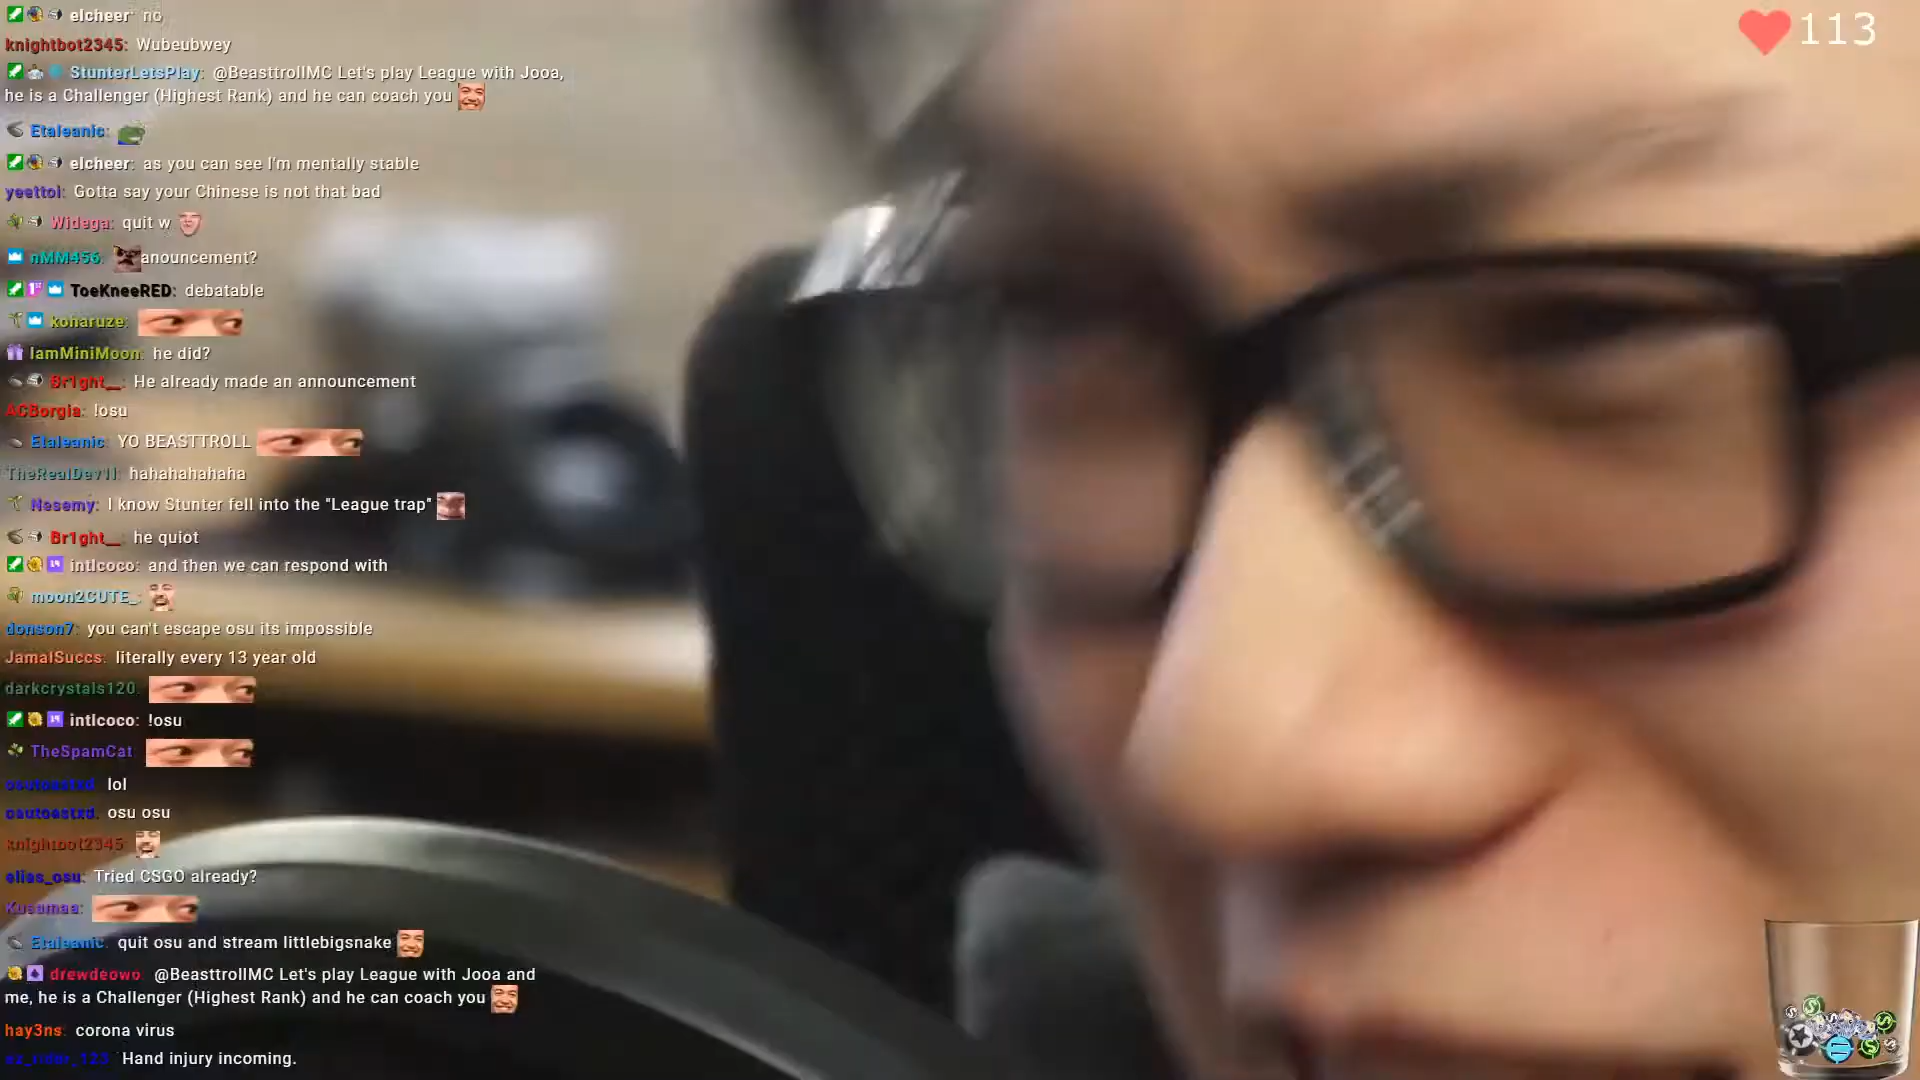 elcheer: no
113
knightbot2345: Wubeubwey
StunterLetsPlay: @BeasttrollMC Let's play League with Jooa,
he is a Challenger (Highest Rank) and he can coach you
Etaleanic:
elcheer: as you can see I'm mentally stable
yeettol: Gotta say your Chinese is not that bad
Widega: quit w
nMM456: anouncement?
ToeKneeRED: debatable
koharuze:
IamMiniMoon: he did?
Br1ght__: He already made an announcement
ACBorgia: !osu
Etaleanic: YO BEASTTROLL
TheRealDev1l: hahahahahaha
Nesemy: I know Stunter fell into the "League trap"
Br1ght__: he quiot
intlcoco: and then we can respond with
moon2CUTE_:
donson7: you can't escape osu its impossible
JamalSuccs: literally every 13 year old
darkcrystals120:
intlcoco: !osu
TheSpamCat:
lol
osu osu
knightbot2345:
elies_osu: Tried CSGO already?
Kusamaa:
Etaleanic: quit osu and stream littlebigsnake
drewdeowo: @BeasttrollMC Let's play League with Jooa and
me, he is a Challenger (Highest Rank) and he can coach you
hay3ns: corona virus
Hand injury incoming.